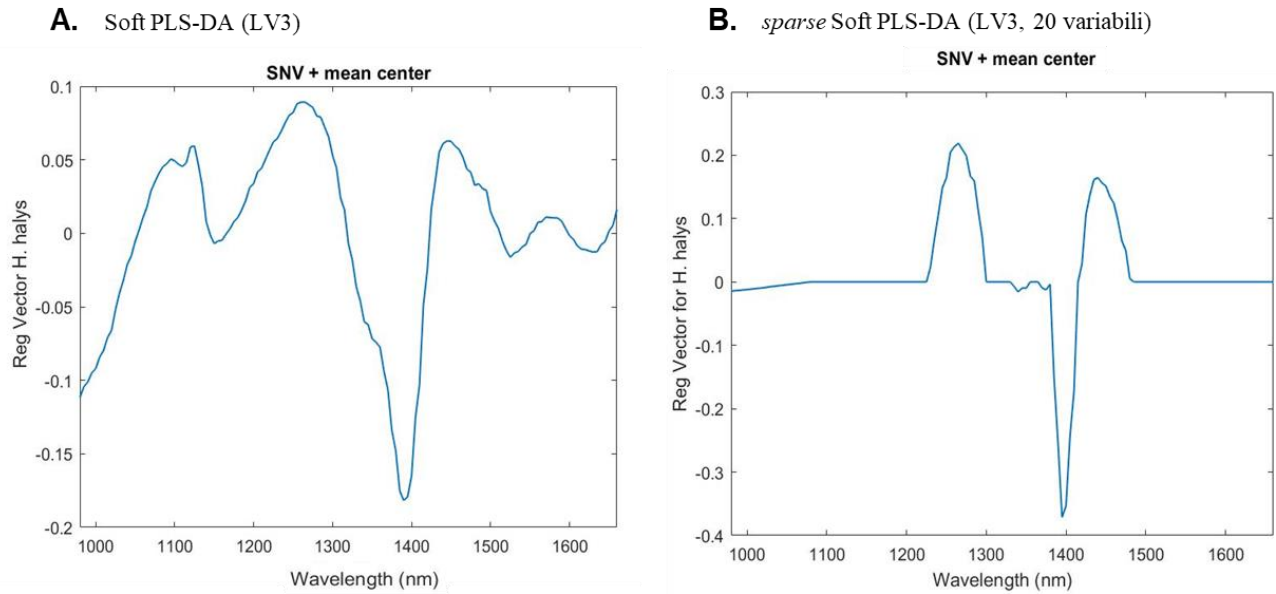 A. Soft PLS-DA (LV3)
SNV + mean center
0.1
0.05
0
-0.05
-0.1
-0.15
-0.2
Reg Vector H. halys
1000 1100 1200 1300 1400 1500 1600
Wavelength (nm)
B. sparse Soft PLS-DA (LV3, 20 variabili)
SNV + mean center
0.3
0.2
0.1
0
-0.1
-0.2
-0.3
-0.4
Reg Vector for H. halys
1000 1100 1200 1300 1400 1500 1600
Wavelength (nm)